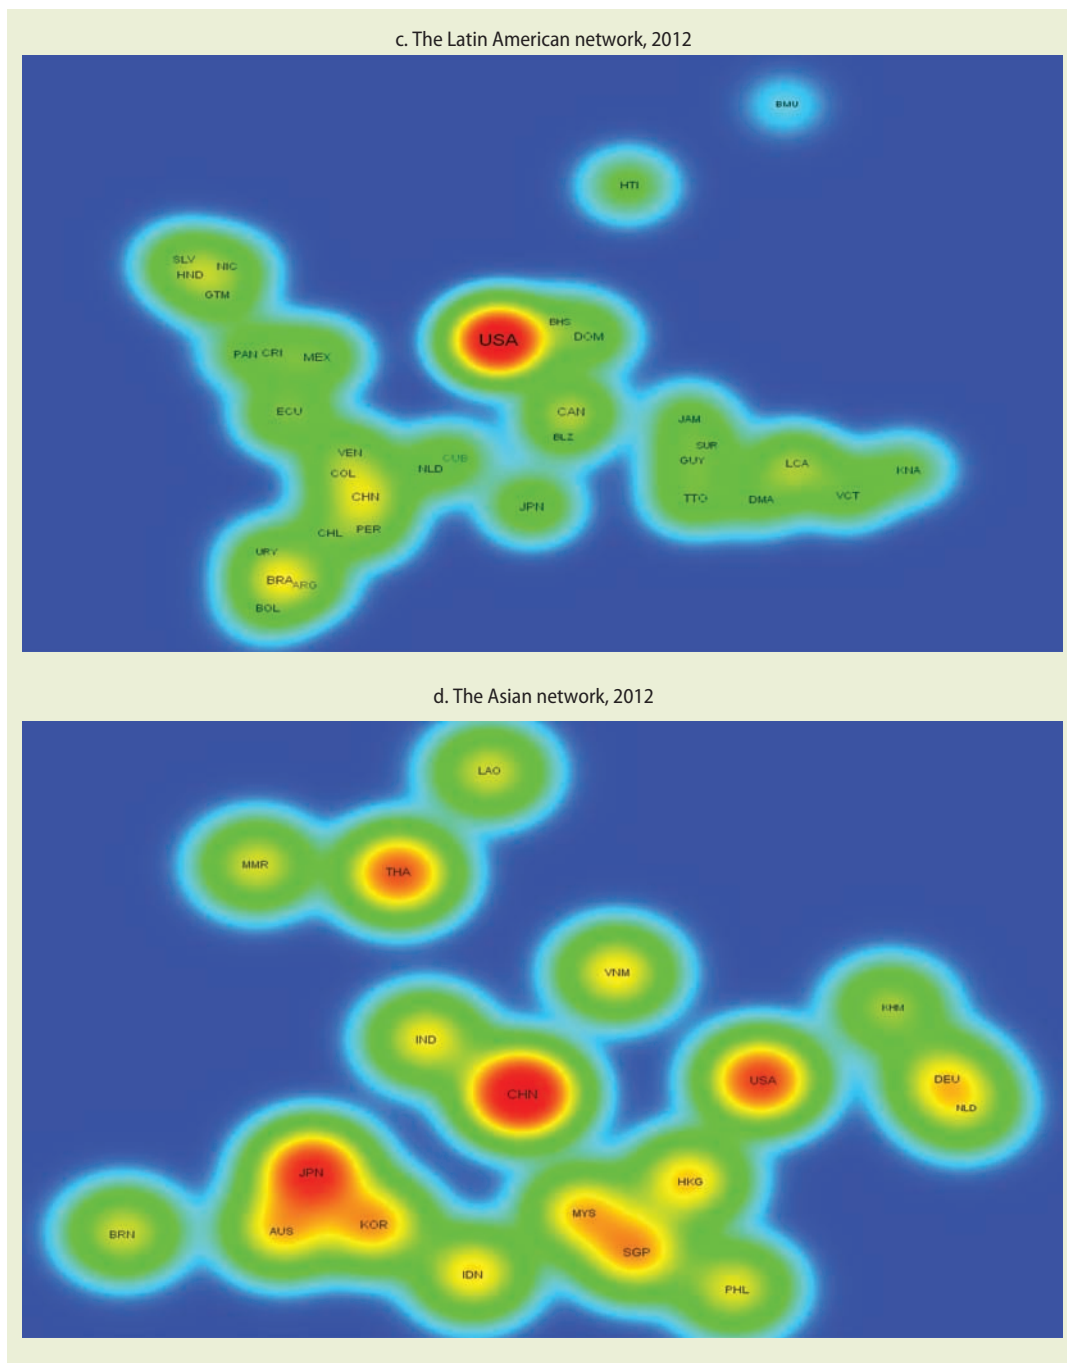 c. The Latin American network, 2012
BMU
HTI
SLV
NIC
HND
GTM
USA
BHS
DOM
PAN CRI MEX
ECU
CAN
BLZ
JAM
VEN
CUB
SUR
COL
NLD
GUY
LCA
KNA
CHN
JPN
TTO
DMA
VCT
CHL
PER
URY
BRA
ARG
BOL
d. The Asian network, 2012
LAO
MMR
THA
VNM
IND
KHM
CHN
USA
DEU
NLD
JPN
HKG
AUS
KOR
MYS
BRN
SGP
IDN
PHL